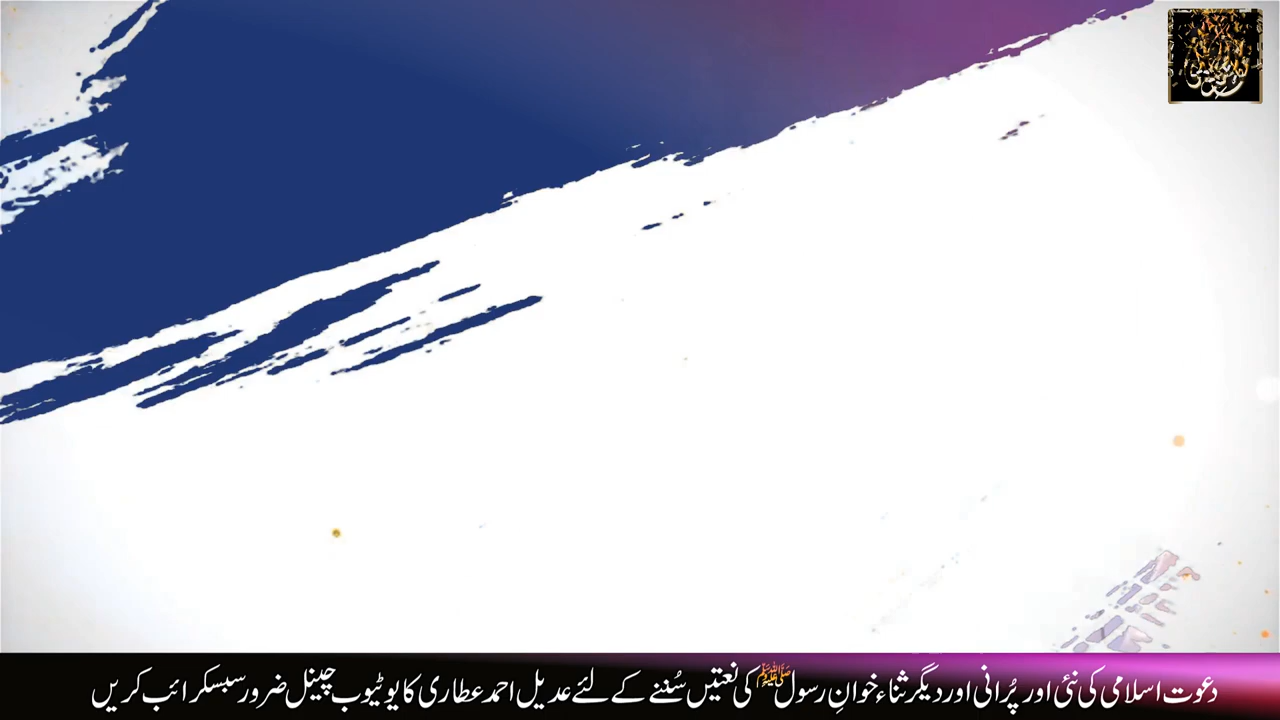 دعوت اسلامی کی نئی اور پُرانی اور دیگر ثناء خوانِ رسول ﷺ کی نعتیں سُننے کے لئے عدیل احمد عطاری کا یوٹیوب چینل ضرور سبسکرائب کریں